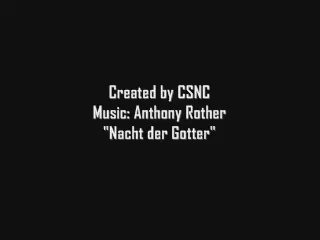 Created by CSNC
Music: Anthony Rother
"Nacht der Gotter"